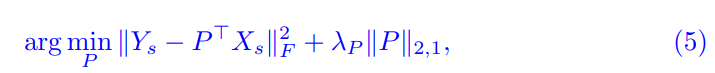 arg min_P ‖Y_s − P^⊤ X_s‖_F^2 + λ_P‖P‖_{2,1}, (5)